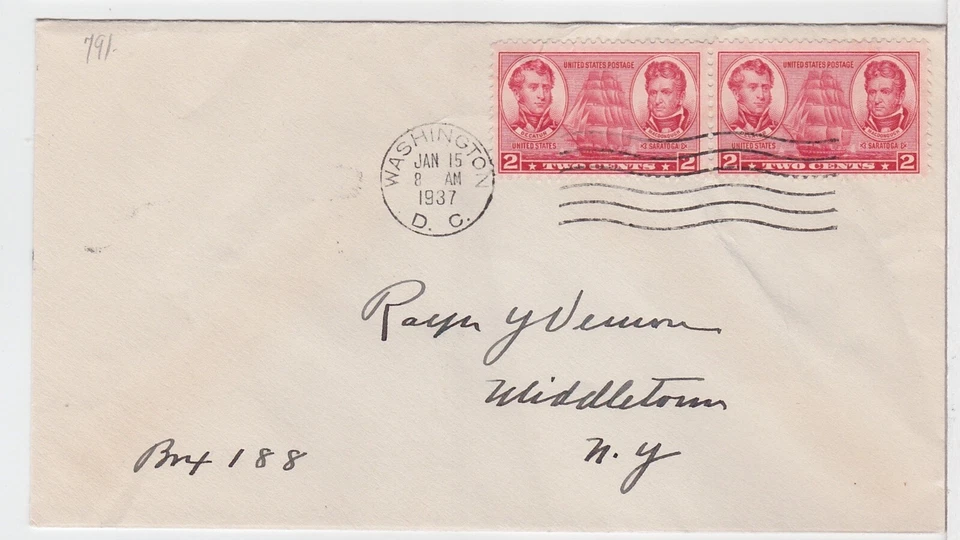 791.
UNITED STATES POSTAGE
DECATUR MACDONOUGH
UNITED STATES SARATOGA
2 TWO CENTS 2
UNITED STATES POSTAGE
DECATUR MACDONOUGH
UNITED STATES SARATOGA
2 TWO CENTS 2
WASHINGTON
JAN 15
8 AM
1937
D. C.
Ralph Y Vernon
Middletown
N. Y
Box 188